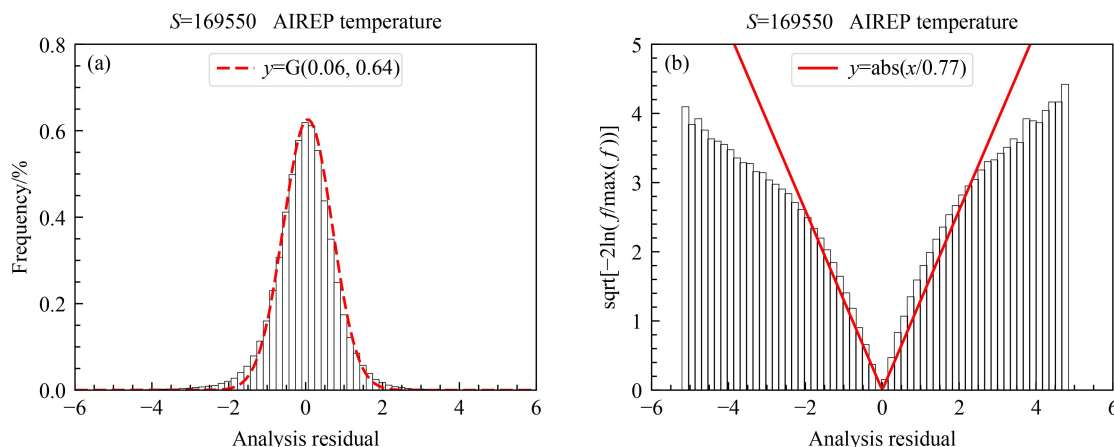 S=169550 AIREP temperature
(a)
y=G(0.06, 0.64)
Frequency/%
0.8
0.6
0.4
0.2
0.0
−6 −4 −2 0 2 4 6
Analysis residual
S=169550 AIREP temperature
(b)
y=abs(x/0.77)
sqrt[−2ln(f/max(f))]
5
4
3
2
1
0
−6 −4 −2 0 2 4 6
Analysis residual